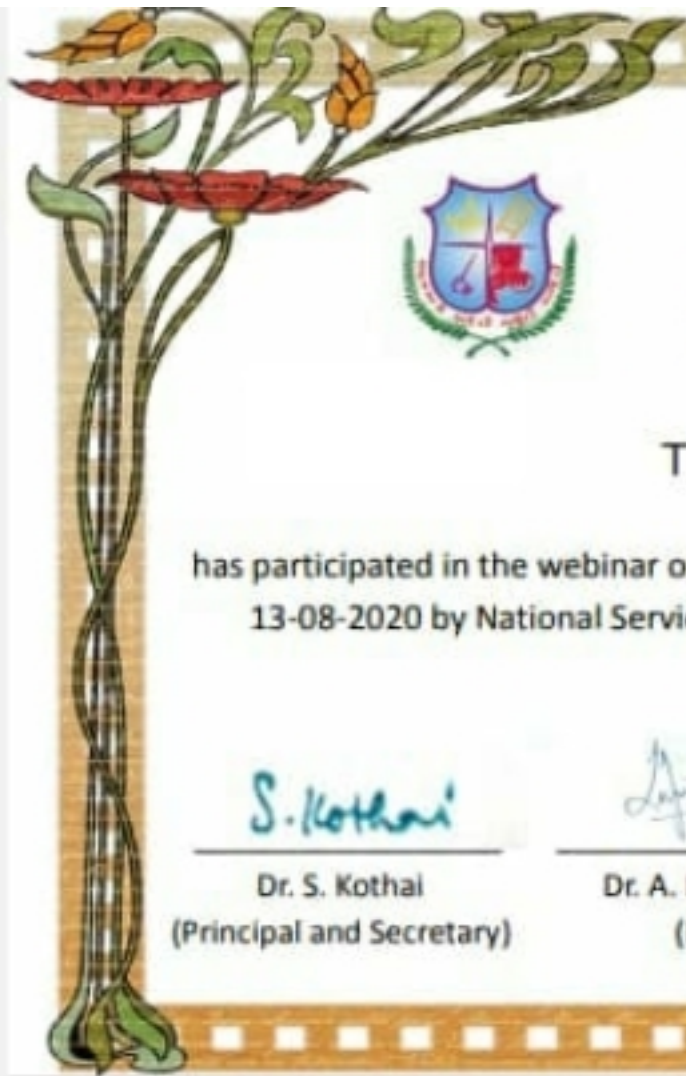 T
has participated in the webinar o
13-08-2020 by National Servi
S. Kothai
Dr. S. Kothai
Dr. A.
(Principal and Secretary)
(